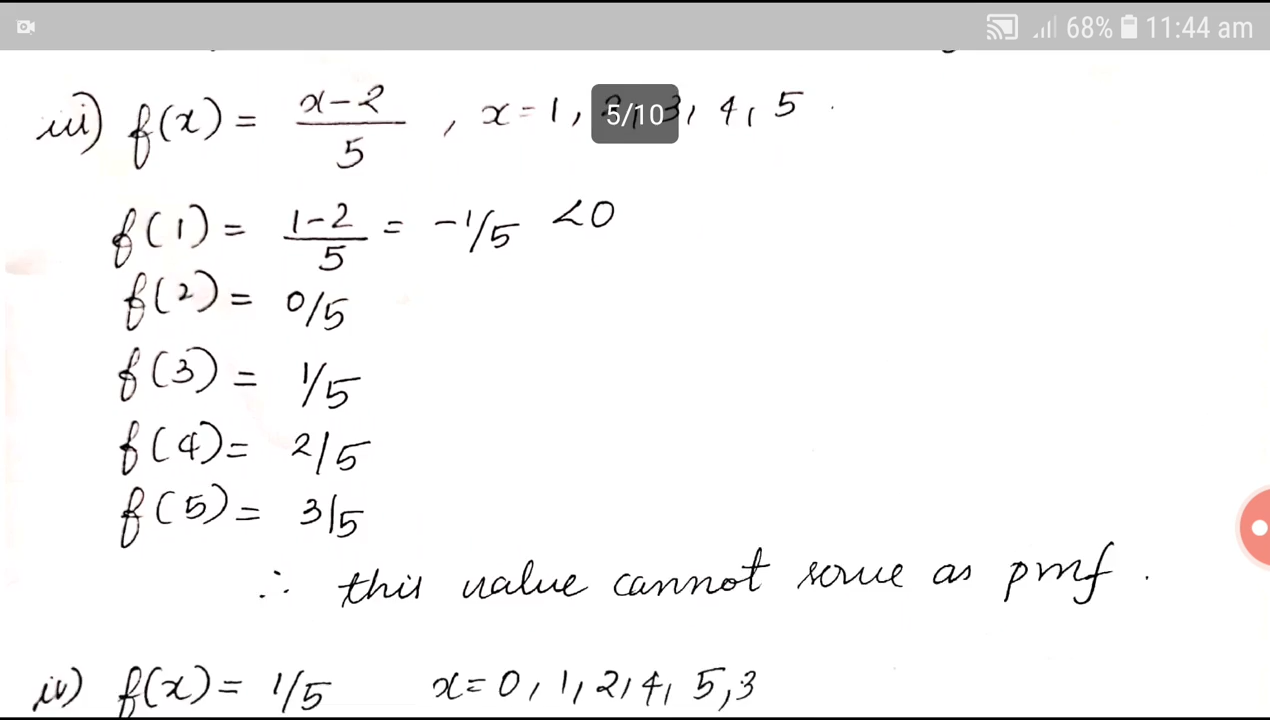 68% 11:44 am
iii) f(x) = x-2/5 , x = 1, 2, 3, 4, 5 .
5/10
f(1) = 1-2/5 = -1/5 <0
f(2) = 0/5
f(3) = 1/5
f(4) = 2/5
f(5) = 3/5
∴ this value cannot serve as pmf .
iv) f(x) = 1/5 x = 0, 1, 2, 4, 5, 3